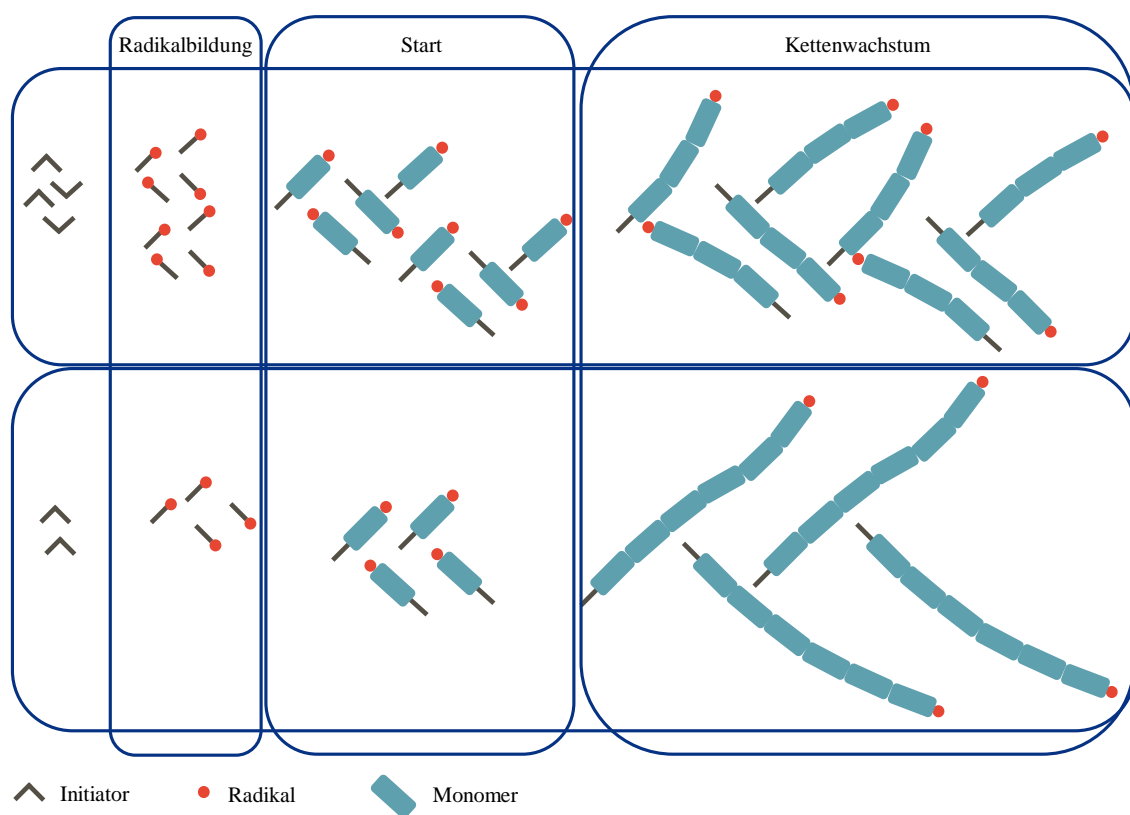 Radikalbildung
Start
Kettenwachstum
Initiator
Radikal
Monomer